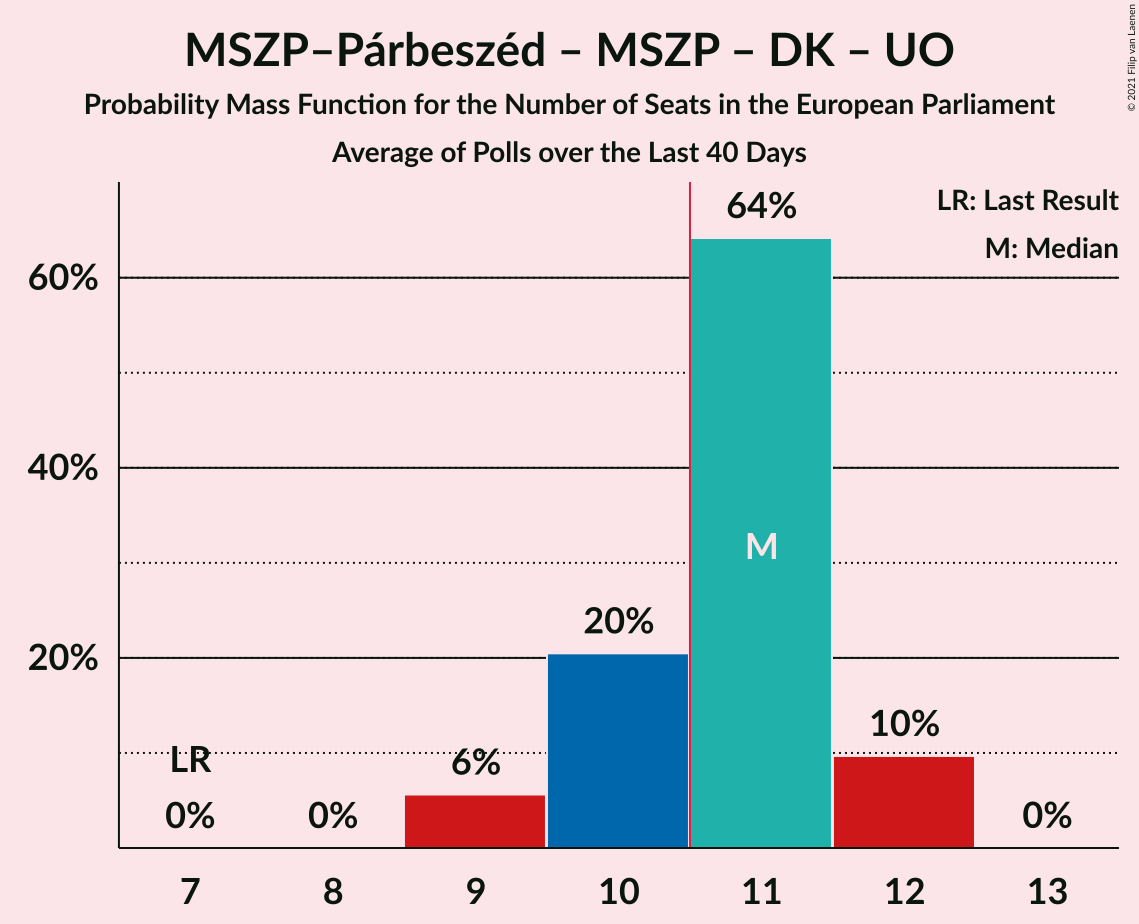 MSZP–Párbeszéd – MSZP – DK – UO
Probability Mass Function for the Number of Seats in the European Parliament
Average of Polls over the Last 40 Days
© 2021 Filip van Laenen
LR: Last Result
M: Median
64%
60%
40%
M
20%
20%
10%
LR
6%
0%
0%
0%
7
8
9
10
11
12
13